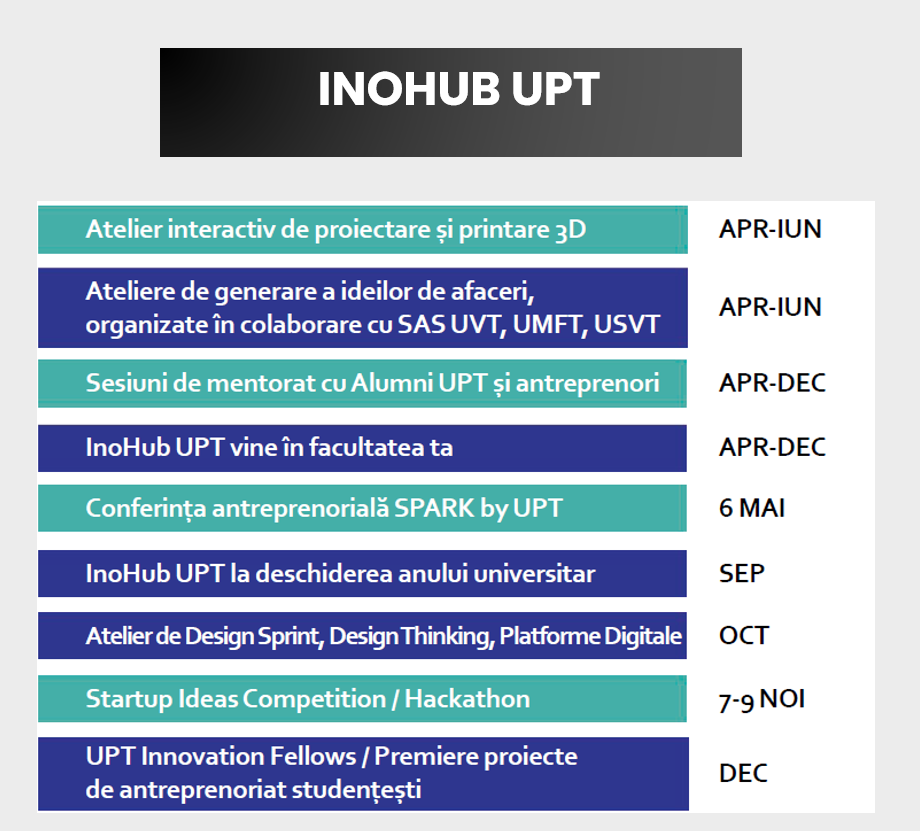 INOHUB UPT
Atelier interactiv de proiectare și printare 3D APR-IUN
Ateliere de generare a ideilor de afaceri,
organizate în colaborare cu SAS UVT, UMFT, USVT APR-IUN
Sesiuni de mentorat cu Alumni UPT și antreprenori APR-DEC
InoHub UPT vine în facultatea ta APR-DEC
Conferința antreprenorială SPARK by UPT 6 MAI
InoHub UPT la deschiderea anului universitar SEP
Atelier de Design Sprint, Design Thinking, Platforme Digitale OCT
Startup Ideas Competition / Hackathon 7-9 NOI
UPT Innovation Fellows / Premiere proiecte
de antreprenoriat studențești DEC